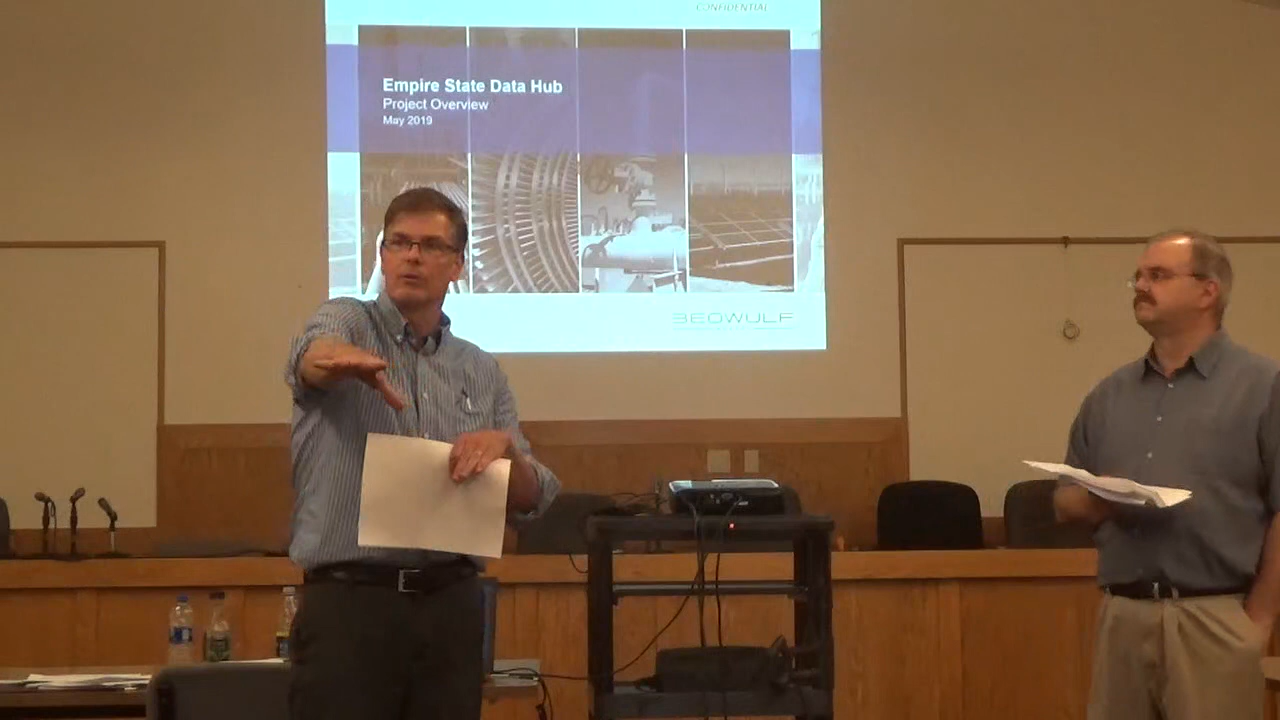 CONFIDENTIAL
Empire State Data Hub
Project Overview
May 2019
BEOWULF